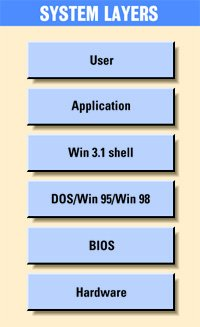 SYSTEM LAYERS
User
Application
Win 3.1 shell
DOS/Win 95/Win 98
BIOS
Hardware